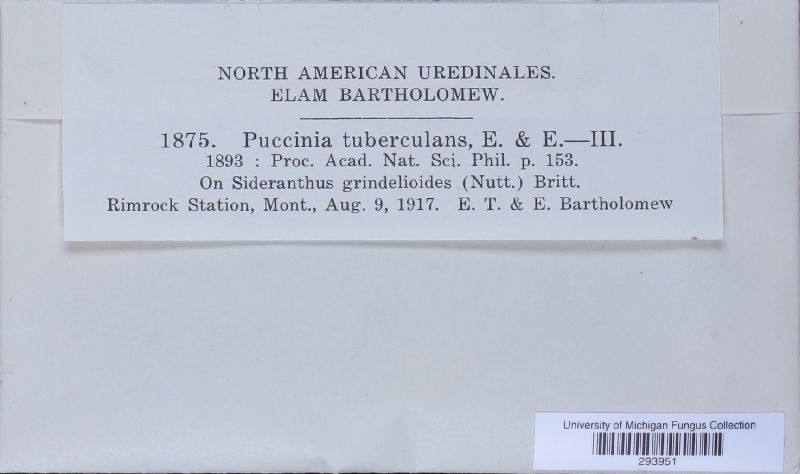 NORTH AMERICAN UREDINALES.
ELAM BARTHOLOMEW.
1875. Puccinia tuberculans, E. & E.—III.
1893 : Proc. Acad. Nat. Sci. Phil. p. 153.
On Sideranthus grindelioides (Nutt.) Britt.
Rimrock Station, Mont., Aug. 9, 1917. E. T. & E. Bartholomew
University of Michigan Fungus Collection
293951